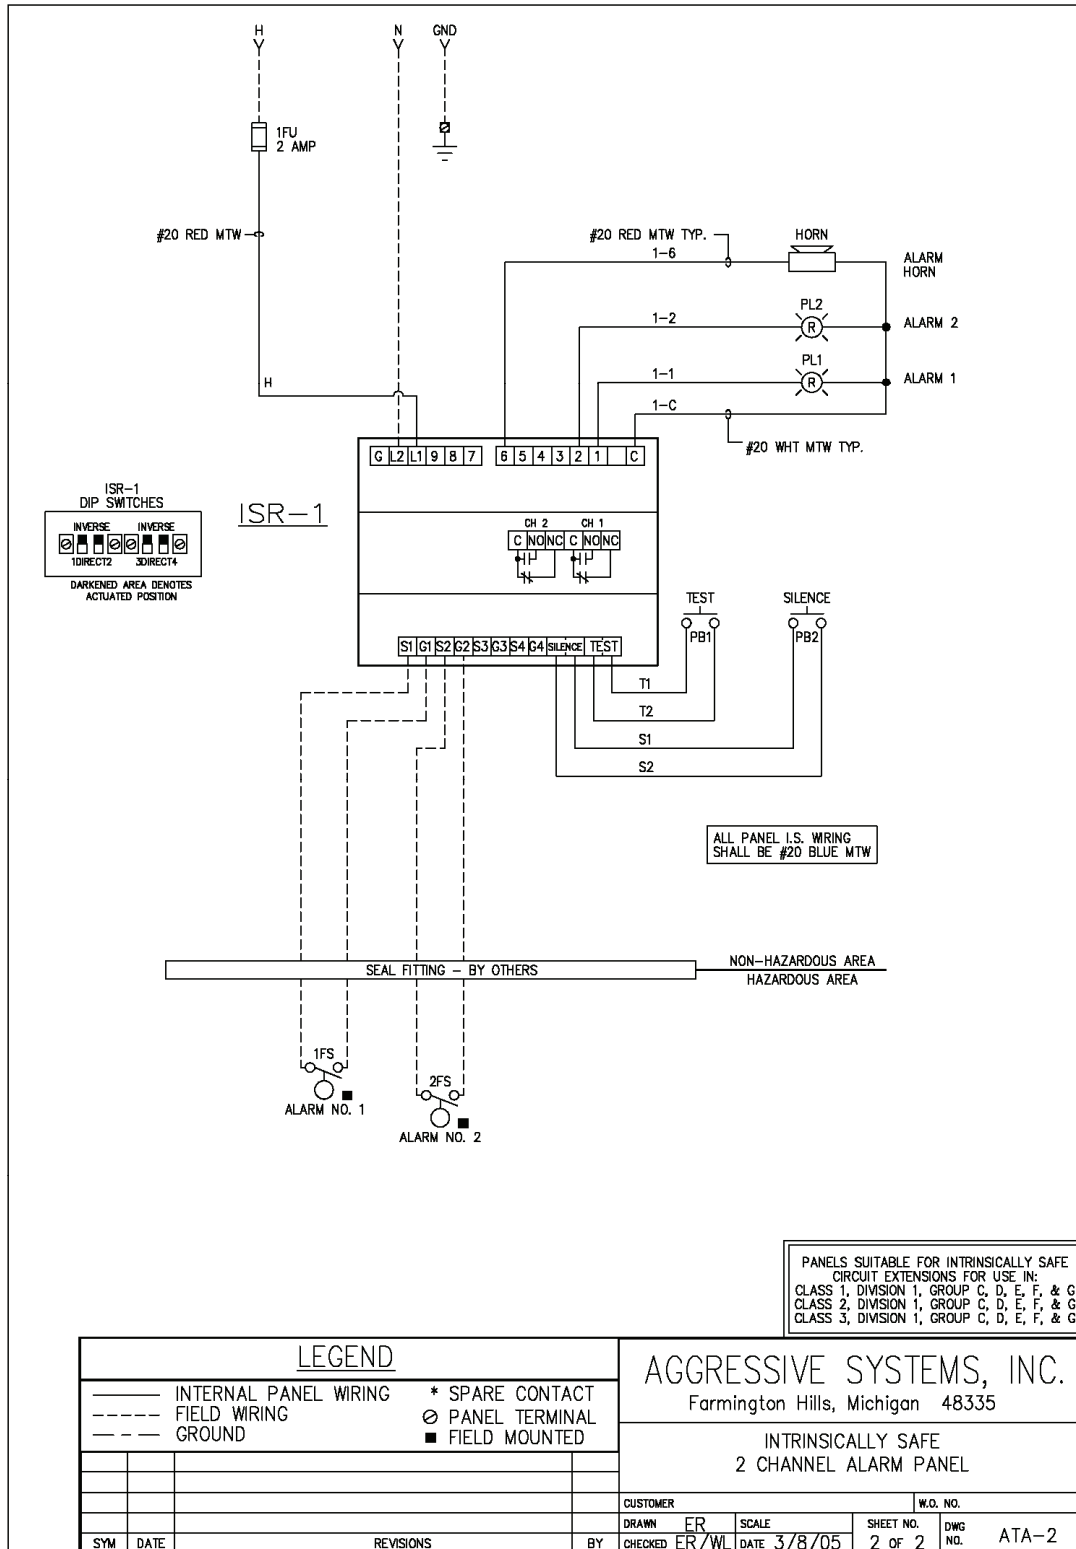 H N GND
1FU
2 AMP
#20 RED MTW
#20 RED MTW TYP.
HORN
1-6
ALARM
HORN
PL2
1-2
R
ALARM 2
PL1
1-1
R
ALARM 1
H
1-C
#20 WHT MTW TYP.
G L2 L1 9 8 7 6 5 4 3 2 1 C
ISR-1
DIP SWITCHES
INVERSE INVERSE
1DIRECT2 3DIRECT4
DARKENED AREA DENOTES
ACTUATED POSITION
ISR-1
CH 2 CH 1
C NO NC C NO NC
TEST
PB1
SILENCE
PB2
S1 G1 S2 G2 S3 G3 S4 G4 SILENCE TEST
T1
T2
S1
S2
ALL PANEL I.S. WIRING
SHALL BE #20 BLUE MTW
SEAL FITTING - BY OTHERS
NON-HAZARDOUS AREA
HAZARDOUS AREA
1FS
ALARM NO. 1
2FS
ALARM NO. 2
PANELS SUITABLE FOR INTRINSICALLY SAFE
CIRCUIT EXTENSIONS FOR USE IN:
CLASS 1, DIVISION 1, GROUP C, D, E, F, & G
CLASS 2, DIVISION 1, GROUP C, D, E, F, & G
CLASS 3, DIVISION 1, GROUP C, D, E, F, & G
LEGEND
INTERNAL PANEL WIRING
FIELD WIRING
GROUND
* SPARE CONTACT
PANEL TERMINAL
FIELD MOUNTED
AGGRESSIVE SYSTEMS, INC.
Farmington Hills, Michigan 48335
INTRINSICALLY SAFE
2 CHANNEL ALARM PANEL
CUSTOMER
W.O. NO.
DRAWN ER
CHECKED ER/WL
SCALE
DATE 3/8/05
SHEET NO.
2 OF 2
DWG
NO.
ATA-2
SYM DATE REVISIONS BY